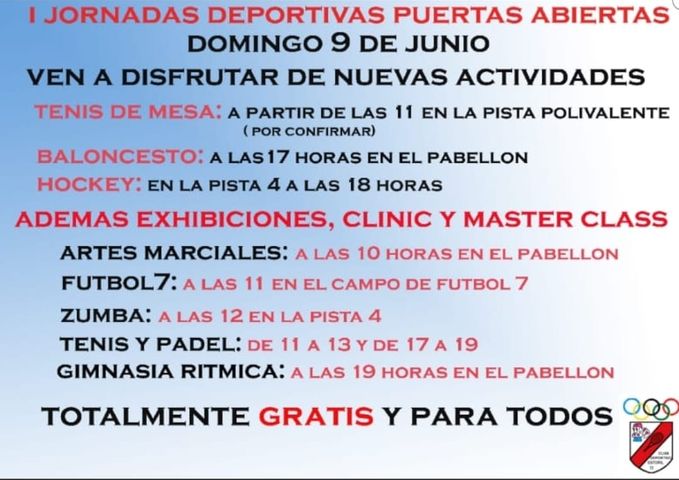 I JORNADAS DEPORTIVAS PUERTAS ABIERTAS
DOMINGO 9 DE JUNIO
VEN A DISFRUTAR DE NUEVAS ACTIVIDADES
TENIS DE MESA: A PARTIR DE LAS 11 EN LA PISTA POLIVALENTE
( POR CONFIRMAR)
BALONCESTO: A LAS 17 HORAS EN EL PABELLON
HOCKEY: EN LA PISTA 4 A LAS 18 HORAS
ADEMAS EXHIBICIONES, CLINIC Y MASTER CLASS
ARTES MARCIALES: A LAS 10 HORAS EN EL PABELLON
FUTBOL7: A LAS 11 EN EL CAMPO DE FUTBOL 7
ZUMBA: A LAS 12 EN LA PISTA 4
TENIS Y PADEL: DE 11 A 13 Y DE 17 A 19
GIMNASIA RITMICA: A LAS 19 HORAS EN EL PABELLON
TOTALMENTE GRATIS Y PARA TODOS
CLUB
DEPORTIVO